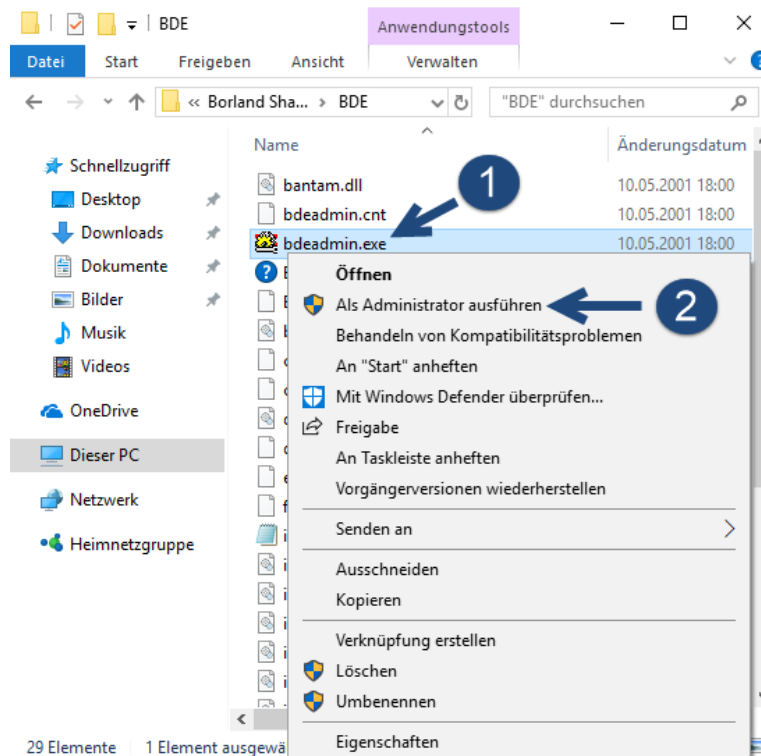 BDE
Anwendungstools
Datei Start Freigeben Ansicht Verwalten
« Borland Sha... › BDE
"BDE" durchsuchen
Name Änderungsdatum
Schnellzugriff
Desktop
Downloads
Dokumente
Bilder
Musik
Videos
OneDrive
Dieser PC
Netzwerk
Heimnetzgruppe
bantam.dll 10.05.2001 18:00
bdeadmin.cnt 10.05.2001 18:00
bdeadmin.exe 10.05.2001 18:00
1
Öffnen
Als Administrator ausführen
2
Behandeln von Kompatibilitätsproblemen
An "Start" anheften
Mit Windows Defender überprüfen...
Freigabe
An Taskleiste anheften
Vorgängerversionen wiederherstellen
Senden an
Ausschneiden
Kopieren
Verknüpfung erstellen
Löschen
Umbenennen
Eigenschaften
29 Elemente 1 Element